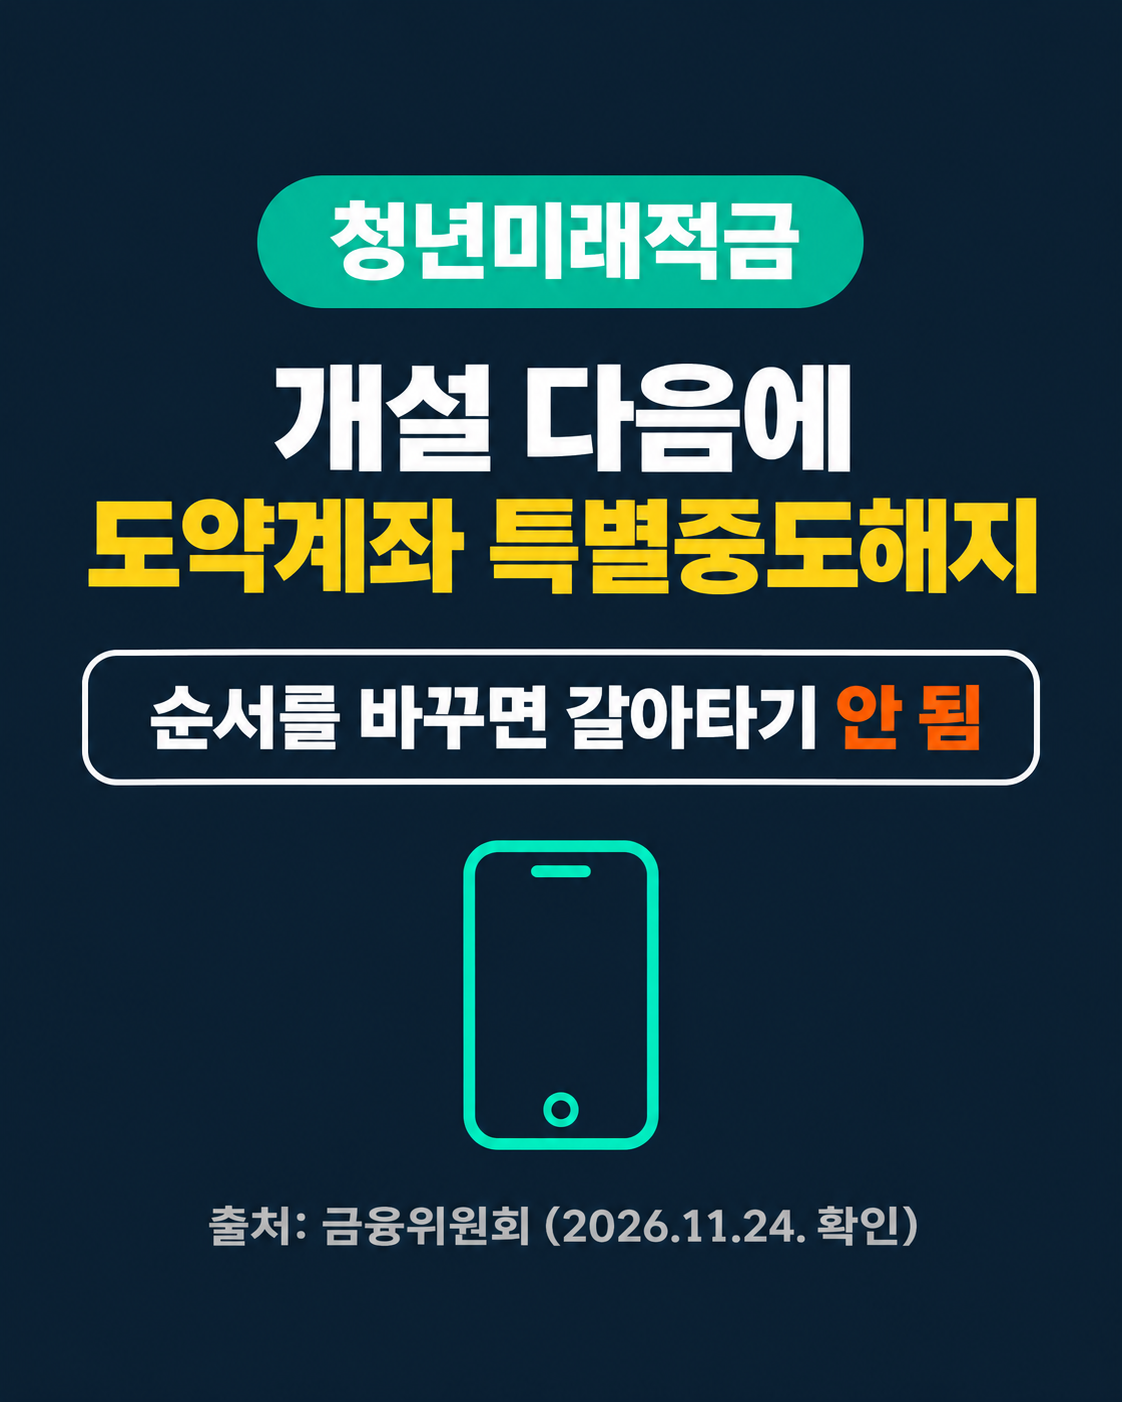 청년미래적금
개설 다음에
도약계좌 특별중도해지
순서를 바꾸면 갈아타기 안 됨
출처: 금융위원회 (2026.11.24. 확인)